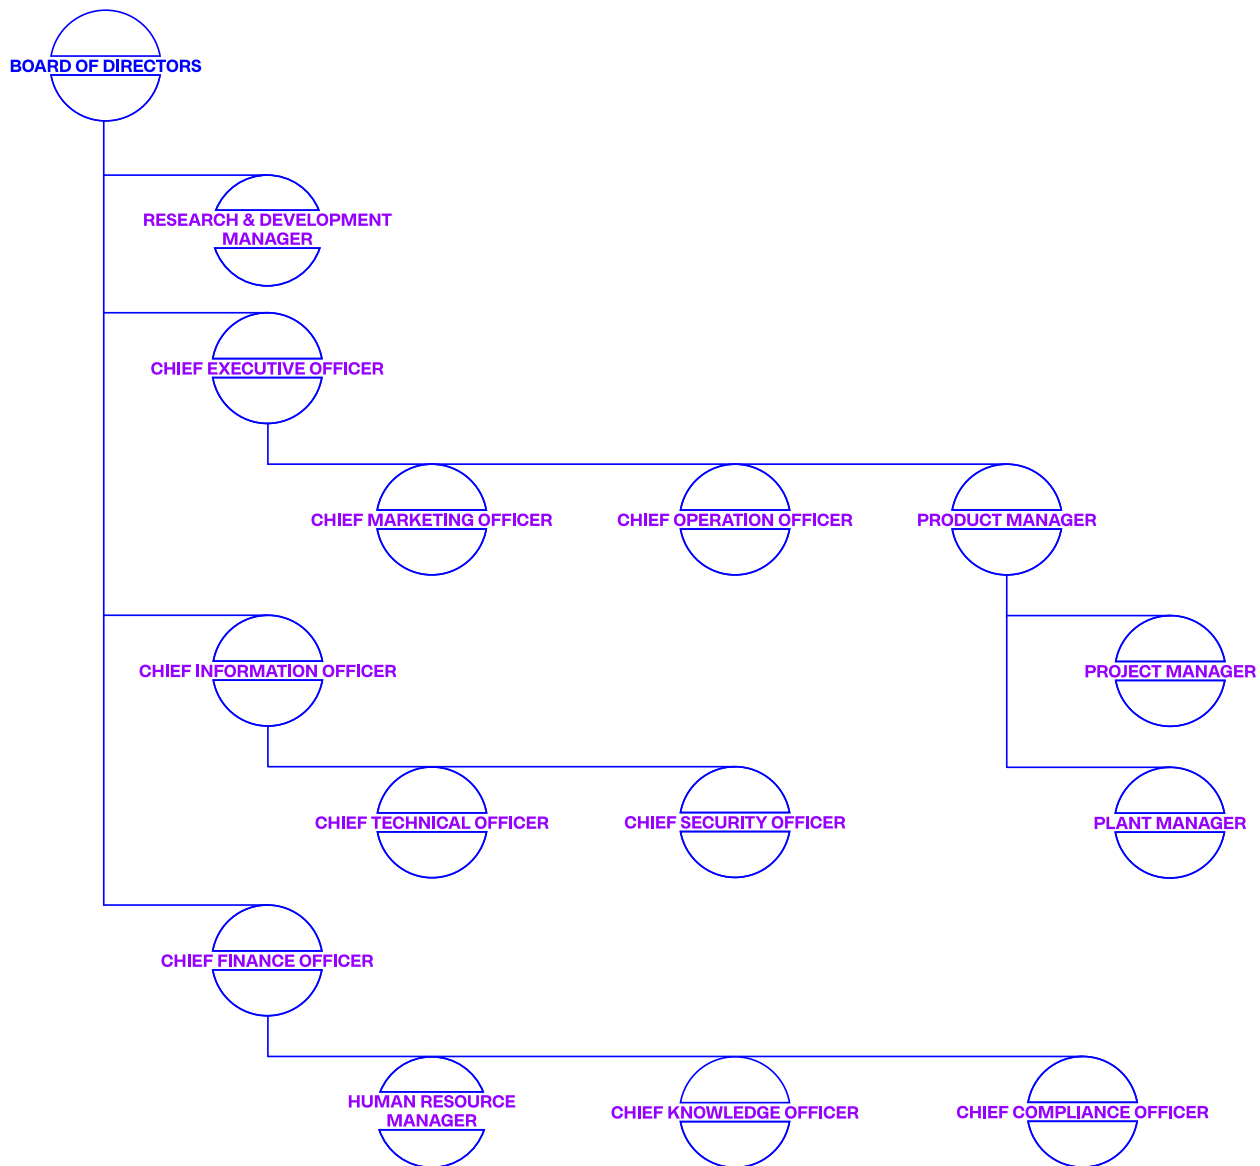 BOARD OF DIRECTORS
RESEARCH & DEVELOPMENT
MANAGER
CHIEF EXECUTIVE OFFICER
CHIEF MARKETING OFFICER
CHIEF OPERATION OFFICER
PRODUCT MANAGER
CHIEF INFORMATION OFFICER
PROJECT MANAGER
CHIEF TECHNICAL OFFICER
CHIEF SECURITY OFFICER
PLANT MANAGER
CHIEF FINANCE OFFICER
HUMAN RESOURCE
MANAGER
CHIEF KNOWLEDGE OFFICER
CHIEF COMPLIANCE OFFICER